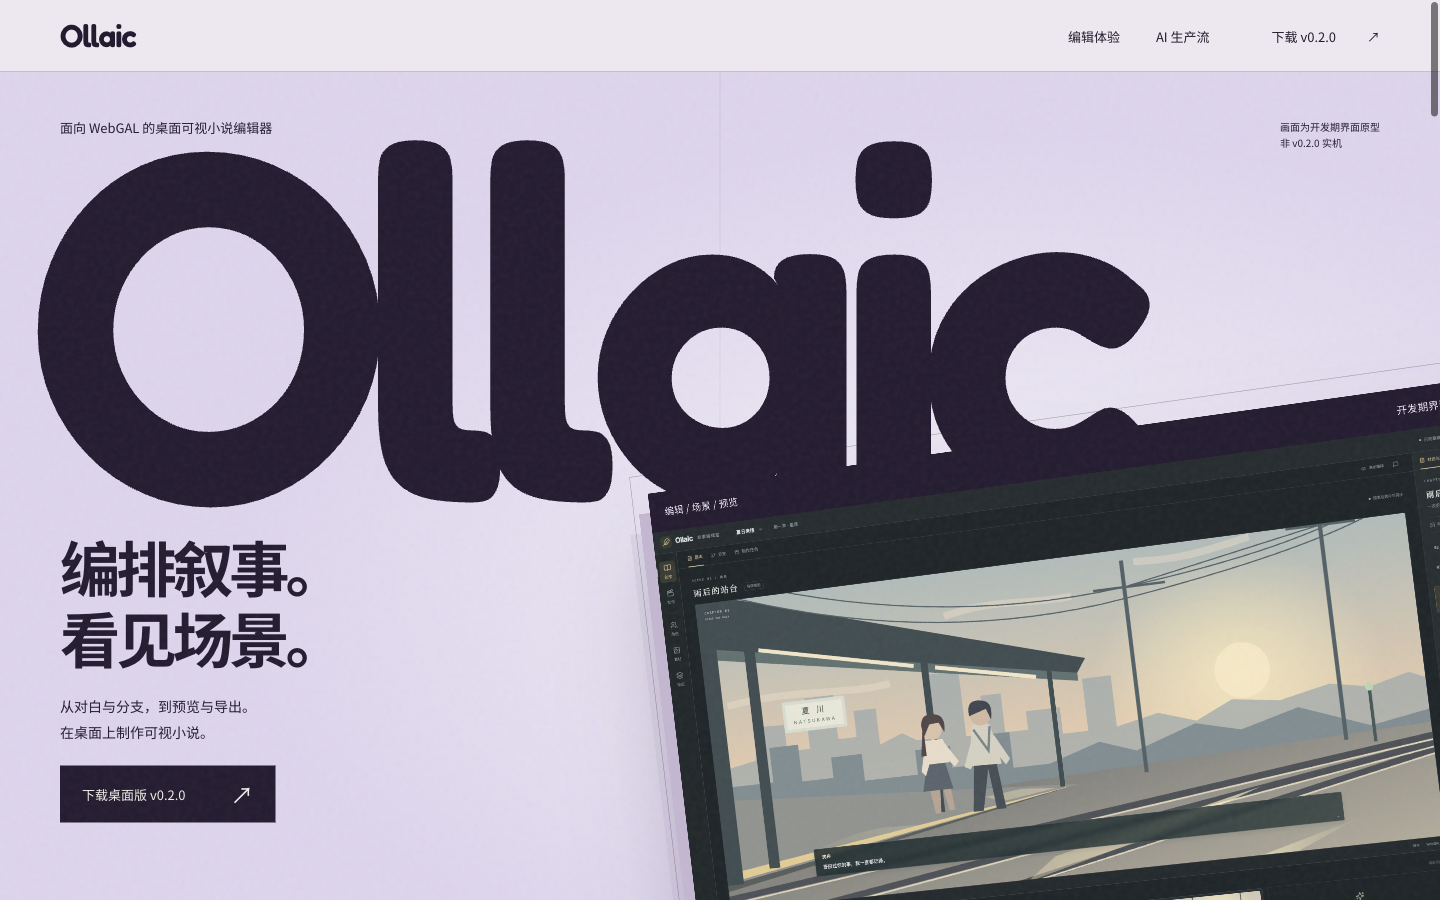 Ollaic
编辑体验
AI 生产流
下载 v0.2.0 ↗
面向 WebGAL 的桌面可视小说编辑器
画面为开发期界面原型
非 v0.2.0 实机
Ollaic
编排叙事。
看见场景。
从对白与分支，到预览与导出。
在桌面上制作可视小说。
下载桌面版 v0.2.0 ↗
开发期界
编辑 / 场景 / 预览
Ollaic
雨后的站台
夏 川
NATSUKAWA